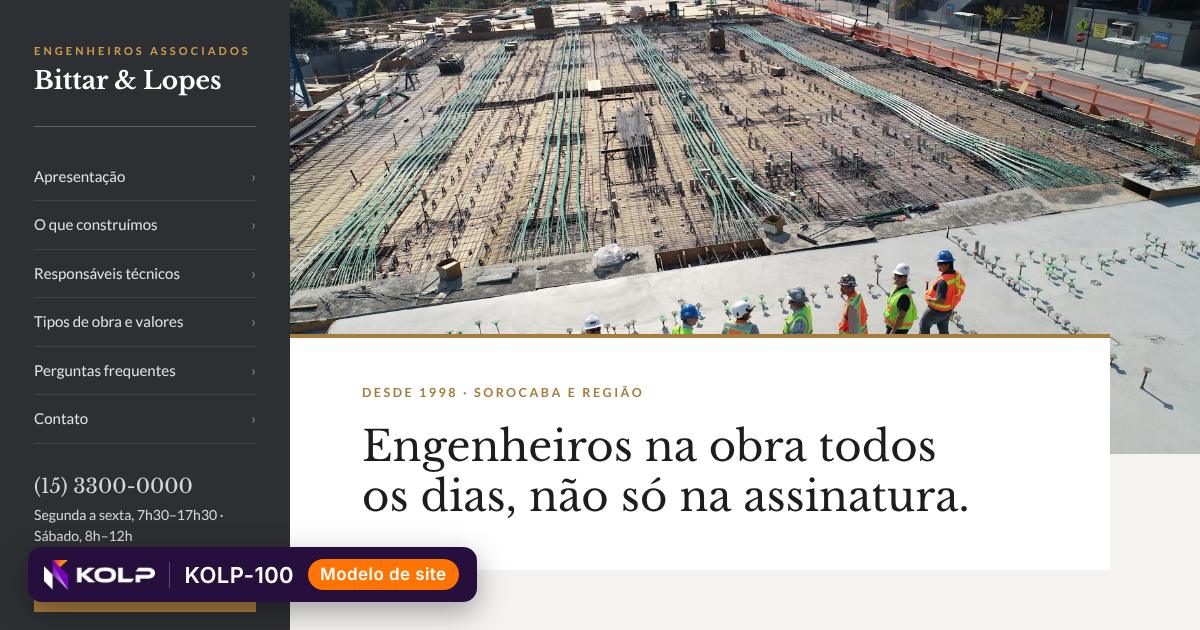 ENGENHEIROS ASSOCIADOS
Bittar & Lopes
Apresentação
O que construímos
Responsáveis técnicos
Tipos de obra e valores
Perguntas frequentes
Contato
(15) 3300-0000
Segunda a sexta, 7h30–17h30 ·
Sábado, 8h–12h
DESDE 1998 · SOROCABA E REGIÃO
Engenheiros na obra todos
os dias, não só na assinatura.
KOLP
KOLP-100
Modelo de site